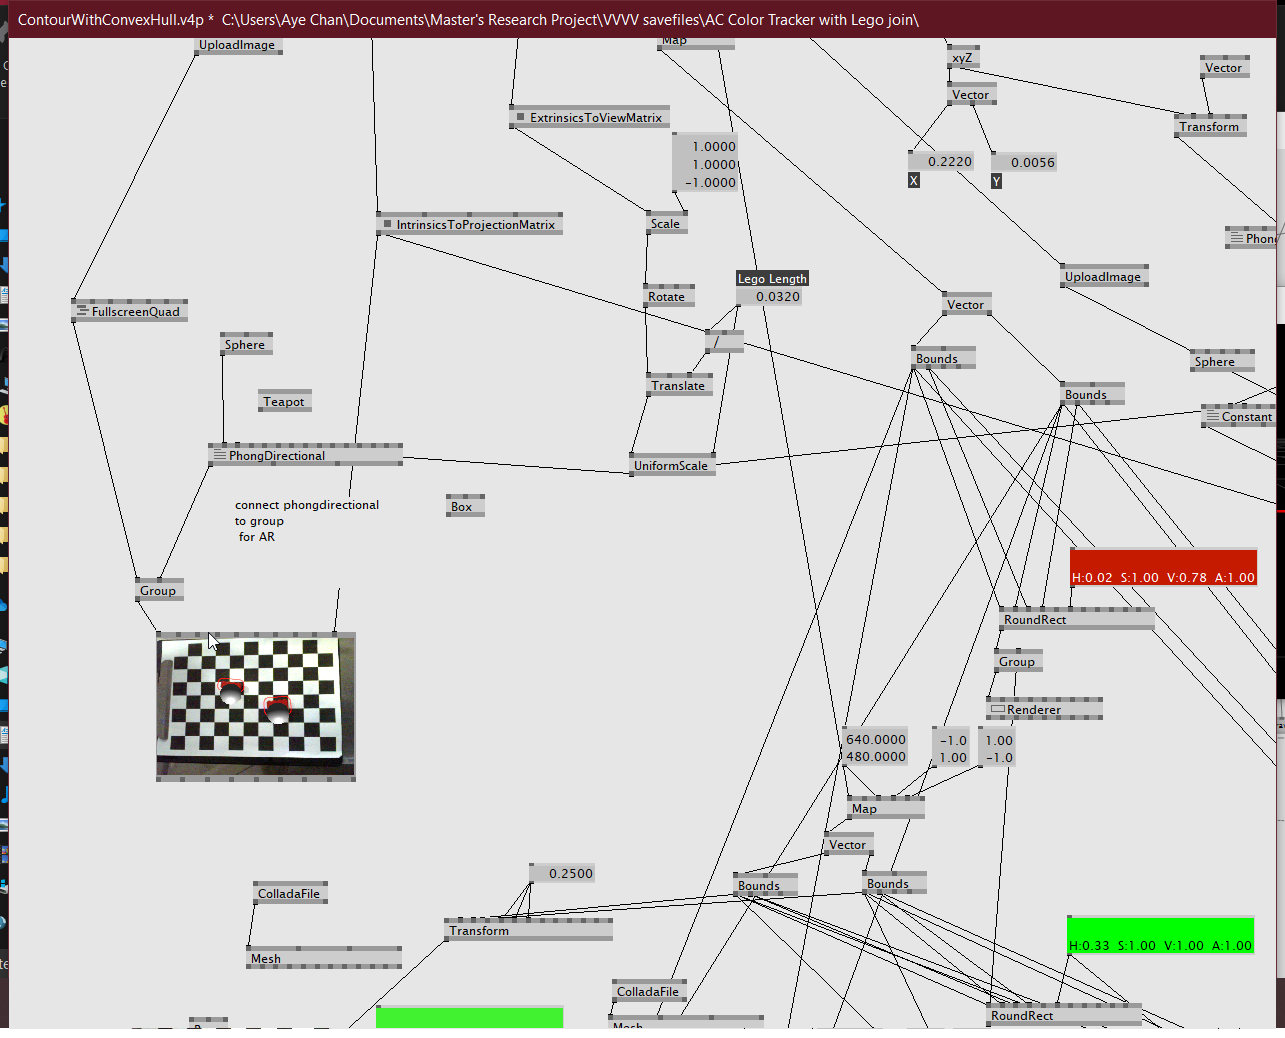 ContourWithConvexHull.v4p * C:\Users\Aye Chan\Documents\Master's Research Project\VVVV savefiles\AC Color Tracker with Lego join\
UploadImage
Map
xyZ
Vector
Vector
Transform
ExtrinsicsToViewMatrix
1.0000
1.0000
-1.0000
0.2220
0.0056
X
Y
IntrinsicsToProjectionMatrix
Scale
Phong
UploadImage
Lego Length
Rotate
0.0320
Vector
FullscreenQuad
Sphere
/
Bounds
Sphere
Teapot
Translate
Bounds
Constant
PhongDirectional
UniformScale
connect phongdirectional
to group
for AR
Box
H:0.02 S:1.00 V:0.78 A:1.00
Group
RoundRect
Group
Renderer
640.0000
480.0000
-1.0
1.00
1.00
-1.0
Map
Vector
0.2500
Bounds
Bounds
ColladaFile
Transform
H:0.33 S:1.00 V:1.00 A:1.00
Mesh
ColladaFile
RoundRect
Mesh